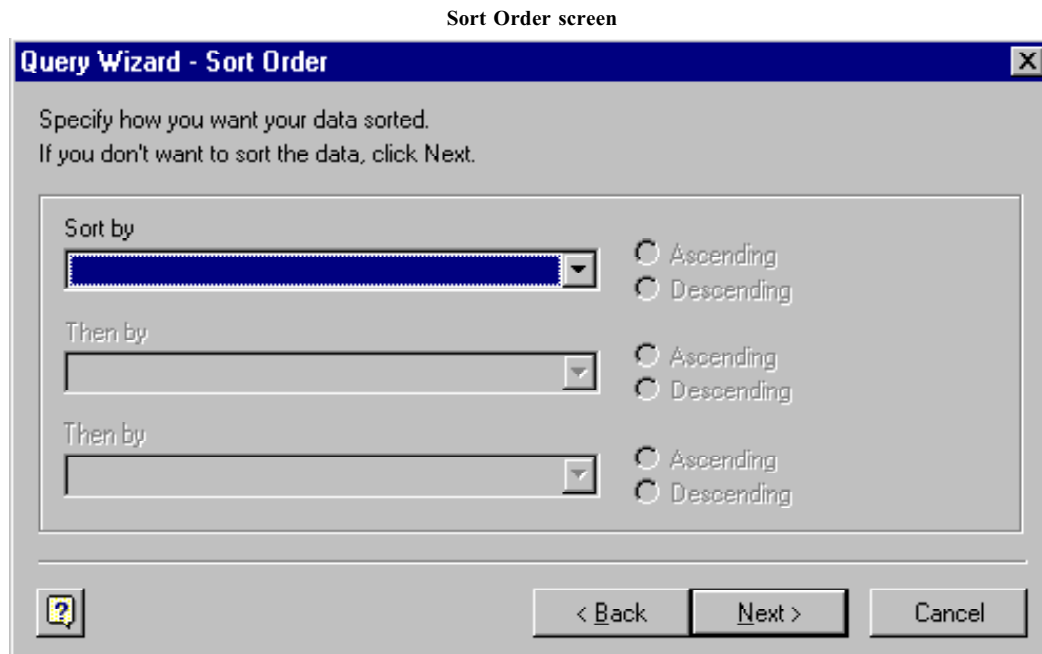 Sort Order screen
Query Wizard - Sort Order
Specify how you want your data sorted.
If you don't want to sort the data, click Next.
Sort by
Ascending
Descending
Then by
Ascending
Descending
Then by
Ascending
Descending
< Back Next > Cancel